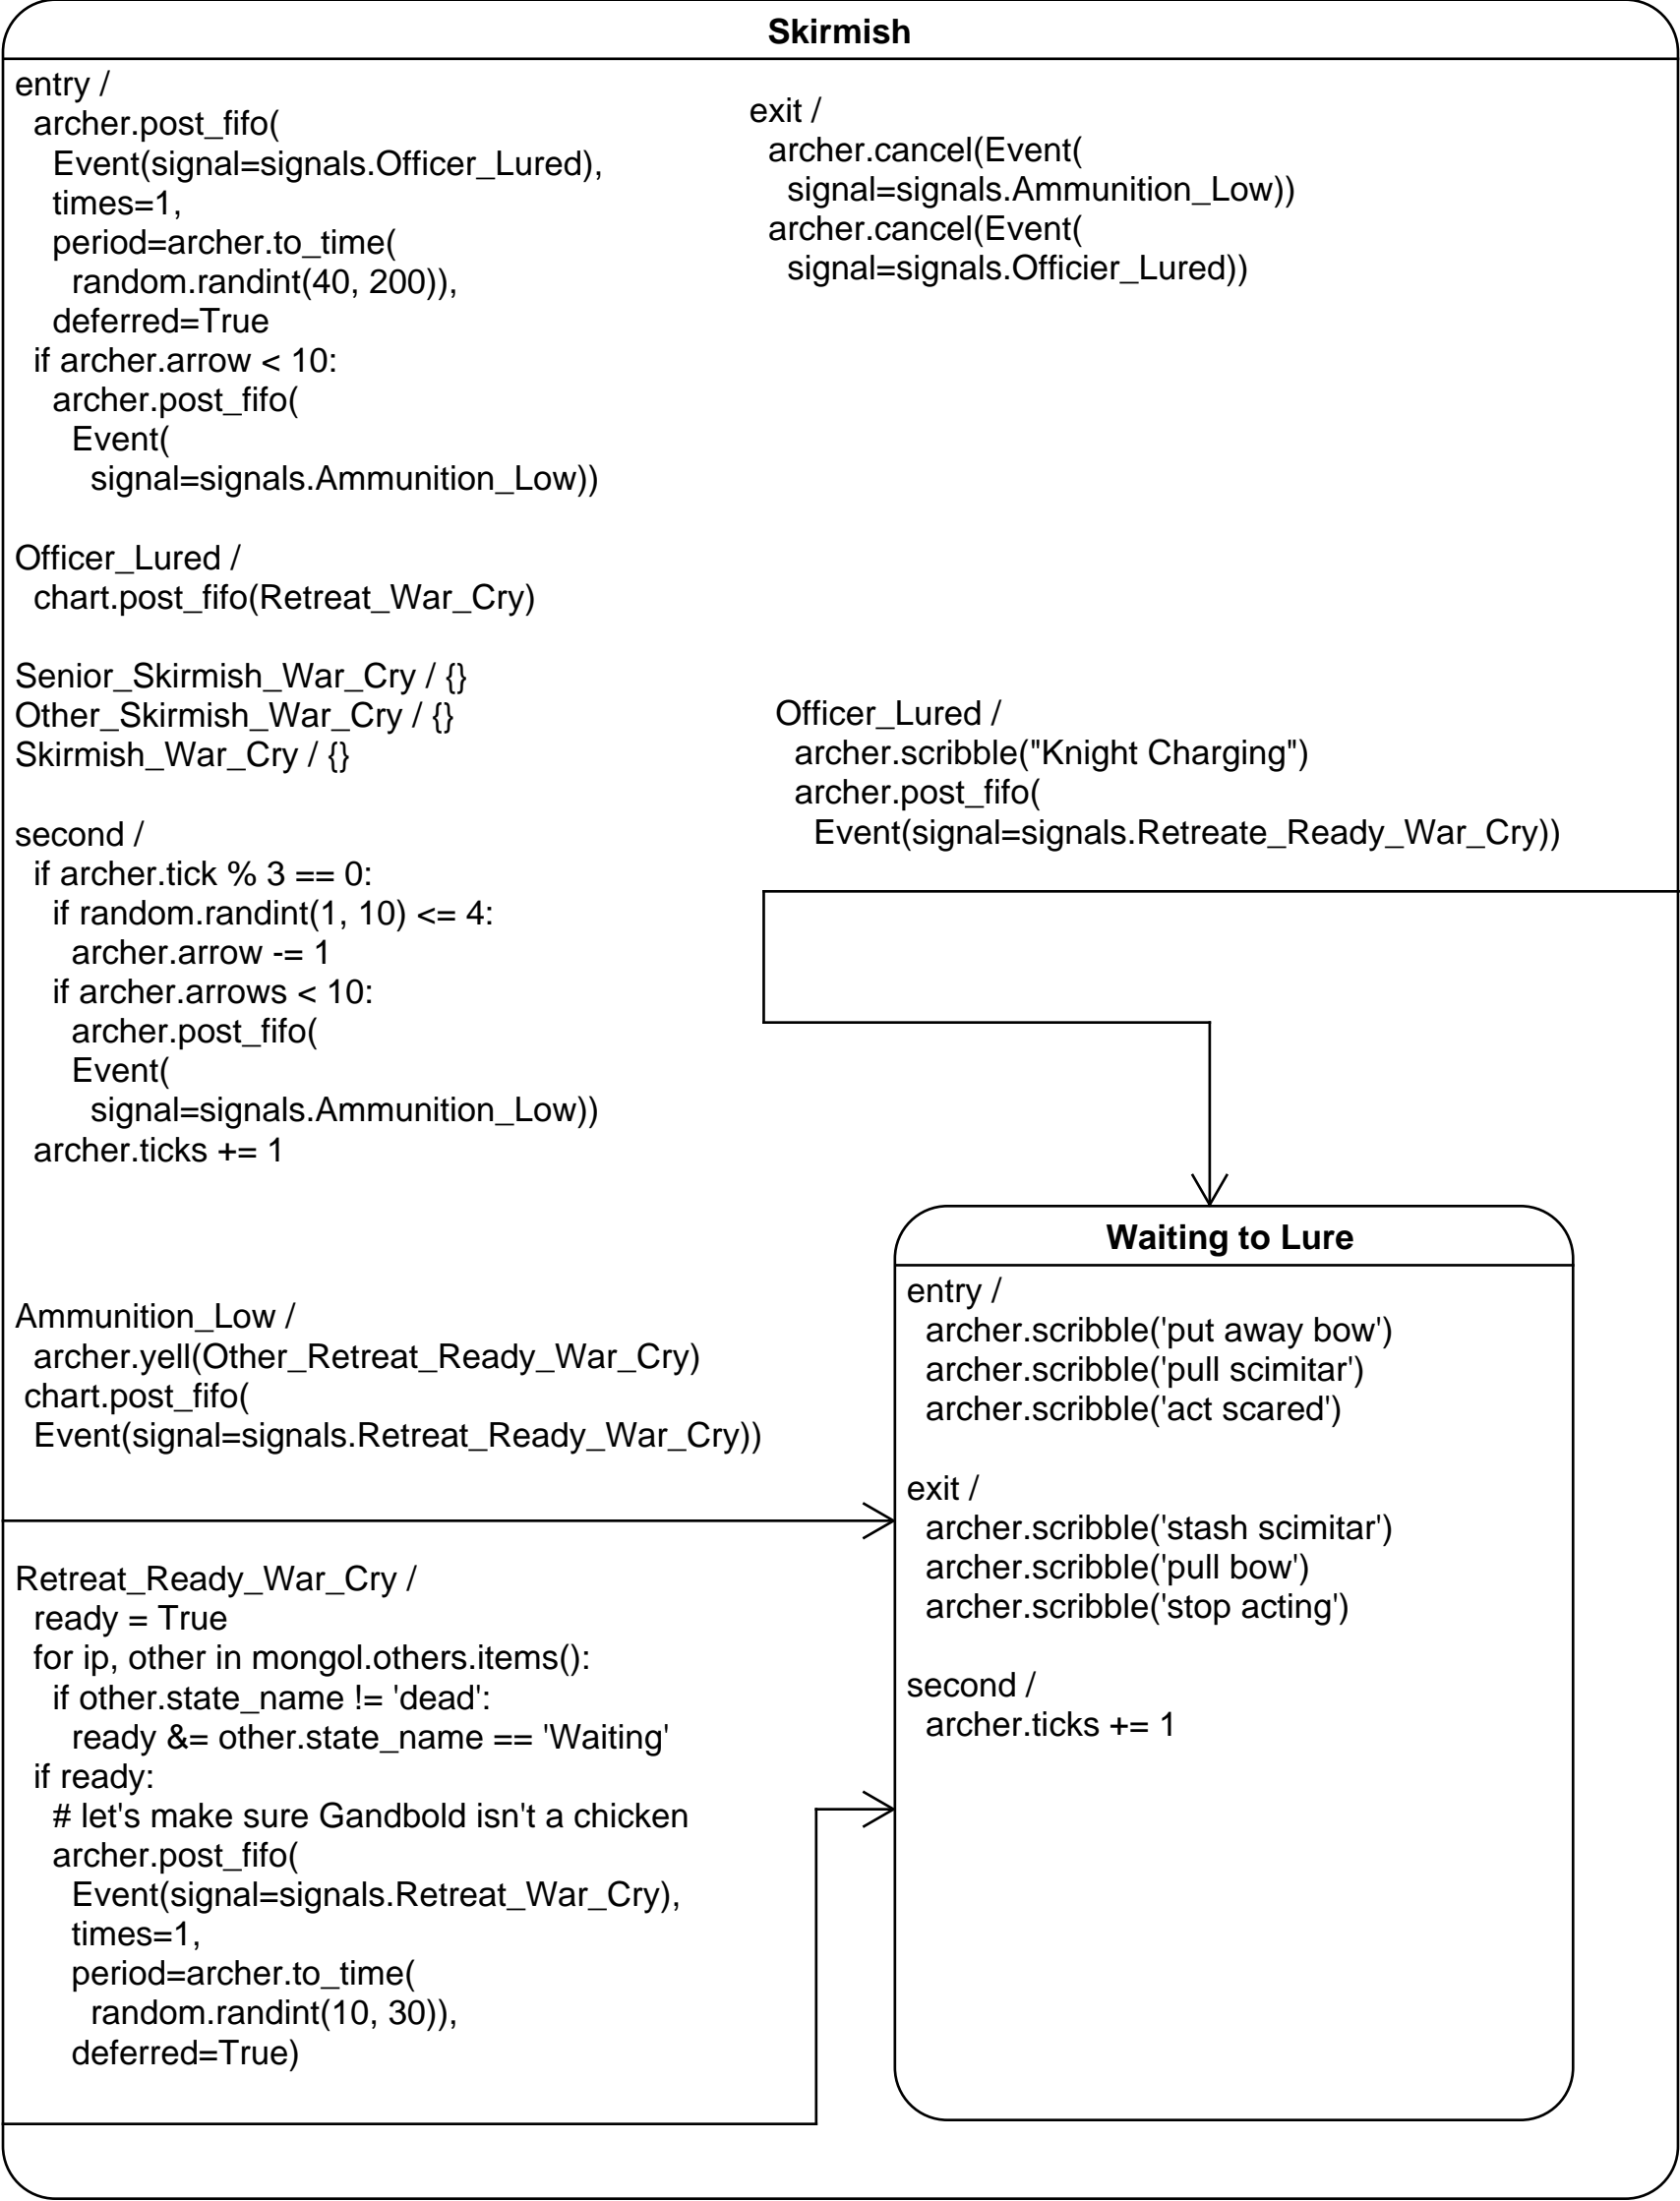 Skirmish
entry /
archer.post_fifo(
Event(signal=signals.Officer_Lured),
times=1,
period=archer.to_time(
random.randint(40, 200)),
deferred=True
if archer.arrow < 10:
archer.post_fifo(
Event(
signal=signals.Ammunition_Low))
exit /
archer.cancel(Event(
signal=signals.Ammunition_Low))
archer.cancel(Event(
signal=signals.Officier_Lured))
Officer_Lured /
chart.post_fifo(Retreat_War_Cry)
Senior_Skirmish_War_Cry / {}
Other_Skirmish_War_Cry / {}
Skirmish_War_Cry / {}
second /
if archer.tick % 3 == 0:
if random.randint(1, 10) <= 4:
archer.arrow -= 1
if archer.arrows < 10:
archer.post_fifo(
Event(
signal=signals.Ammunition_Low))
archer.ticks += 1
Officer_Lured /
archer.scribble("Knight Charging")
archer.post_fifo(
Event(signal=signals.Retreate_Ready_War_Cry))
Ammunition_Low /
archer.yell(Other_Retreat_Ready_War_Cry)
chart.post_fifo(
Event(signal=signals.Retreat_Ready_War_Cry))
Retreat_Ready_War_Cry /
ready = True
for ip, other in mongol.others.items():
if other.state_name != 'dead':
ready &= other.state_name == 'Waiting'
if ready:
# let's make sure Gandbold isn't a chicken
archer.post_fifo(
Event(signal=signals.Retreat_War_Cry),
times=1,
period=archer.to_time(
random.randint(10, 30)),
deferred=True)
Waiting to Lure
entry /
archer.scribble('put away bow')
archer.scribble('pull scimitar')
archer.scribble('act scared')
exit /
archer.scribble('stash scimitar')
archer.scribble('pull bow')
archer.scribble('stop acting')
second /
archer.ticks += 1